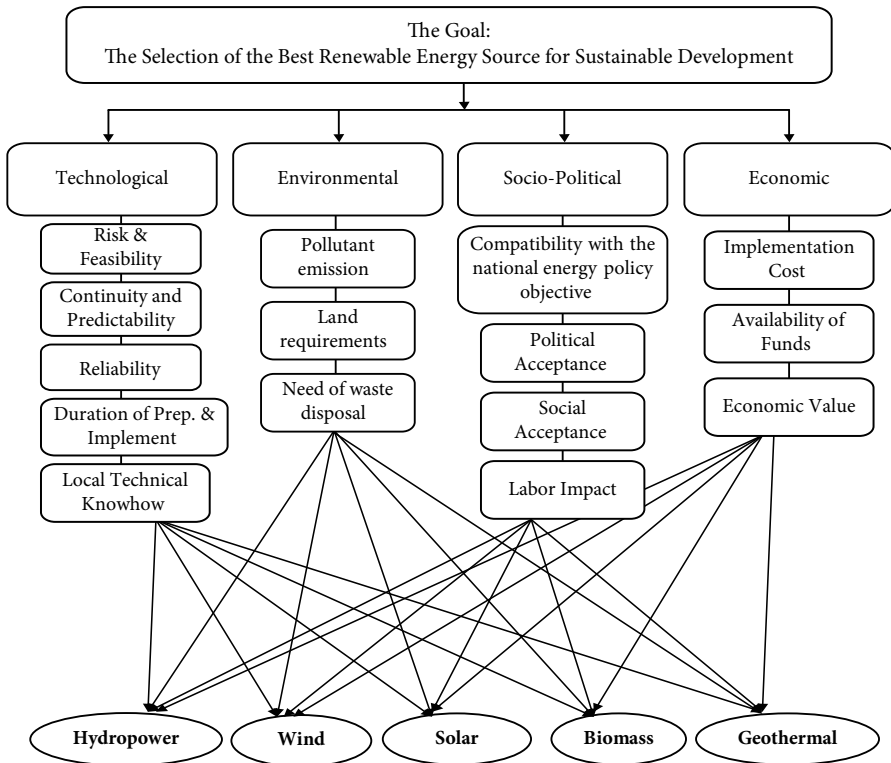 The Goal:
The Selection of the Best Renewable Energy Source for Sustainable Development
Technological
Environmental
Socio-Political
Economic
Risk &
Feasibility
Continuity and
Predictability
Reliability
Duration of Prep. &
Implement
Local Technical
Knowhow
Pollutant
emission
Land
requirements
Need of waste
disposal
Compatibility with the
national energy policy
objective
Political
Acceptance
Social
Acceptance
Labor Impact
Implementation
Cost
Availability of
Funds
Economic Value
Hydropower
Wind
Solar
Biomass
Geothermal